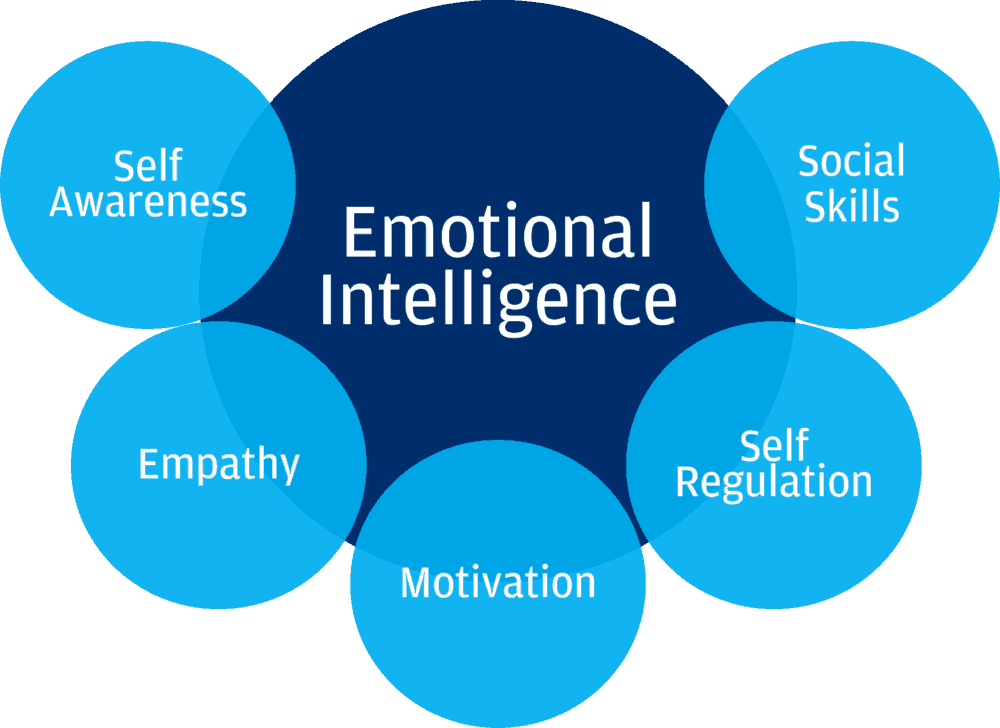 Self
Awareness
Social
Skills
Emotional
Intelligence
Empathy
Self
Regulation
Motivation